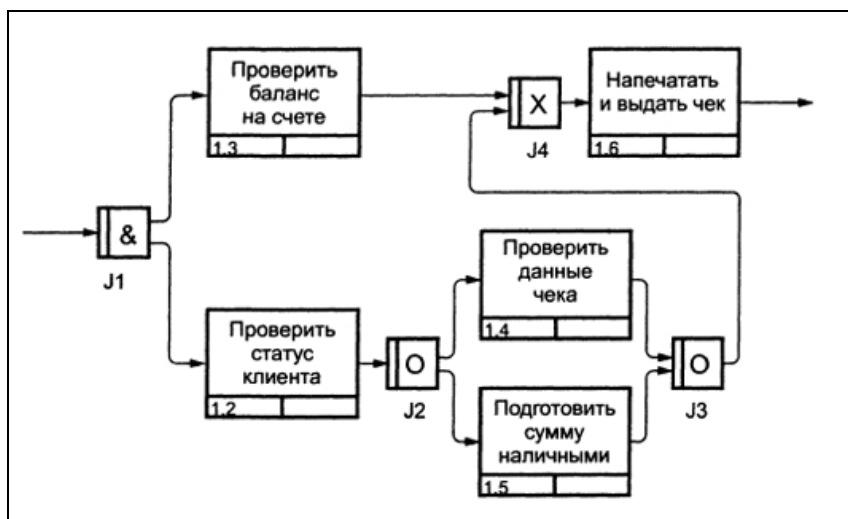 Проверить
баланс
на счете
1.3
X
J4
Напечатать
и выдать чек
1.6
&
J1
Проверить
статус
клиента
1.2
O
J2
Проверить
данные
чека
1.4
Подготовить
сумму
наличными
1.5
O
J3